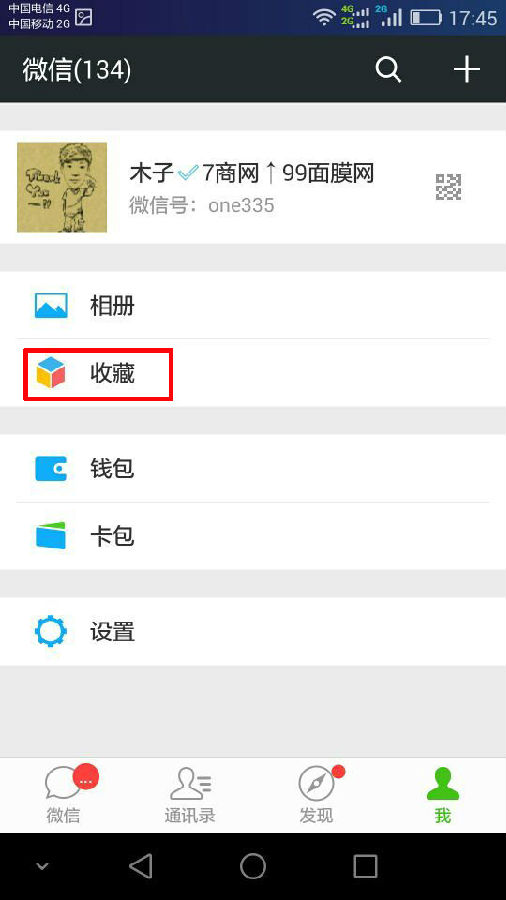 中国电信 4G
中国移动 2G
4G
2G
2G
17:45
微信(134)
木子 7商网↑99面膜网
微信号：one335
相册
收藏
钱包
卡包
设置
微信
通讯录
发现
我